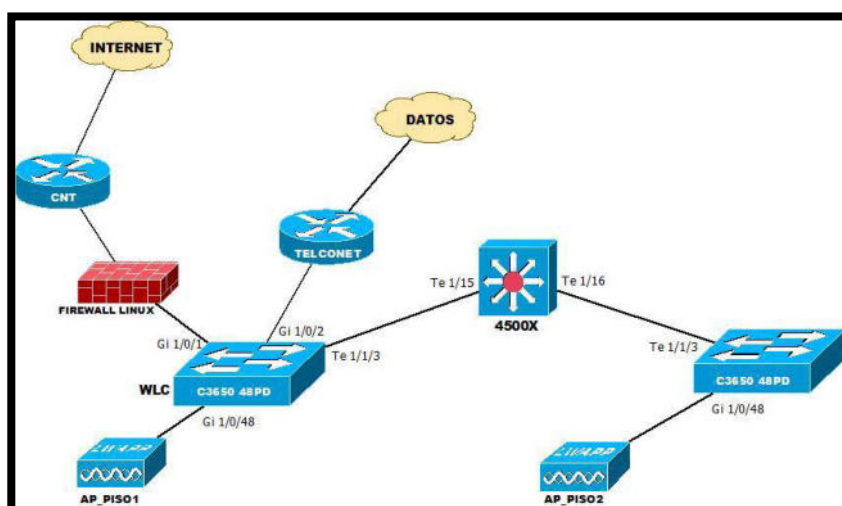 INTERNET
DATOS
CNT
TELCONET
Te 1/15
Te 1/16
4500X
FIREWALL LINUX
Gi 1/0/1
Gi 1/0/2
Te 1/1/3
Te 1/1/3
WLC
C3650 48PD
C3650 48PD
Gi 1/0/48
Gi 1/0/48
LWAPP
LWAPP
AP_PISO1
AP_PISO2